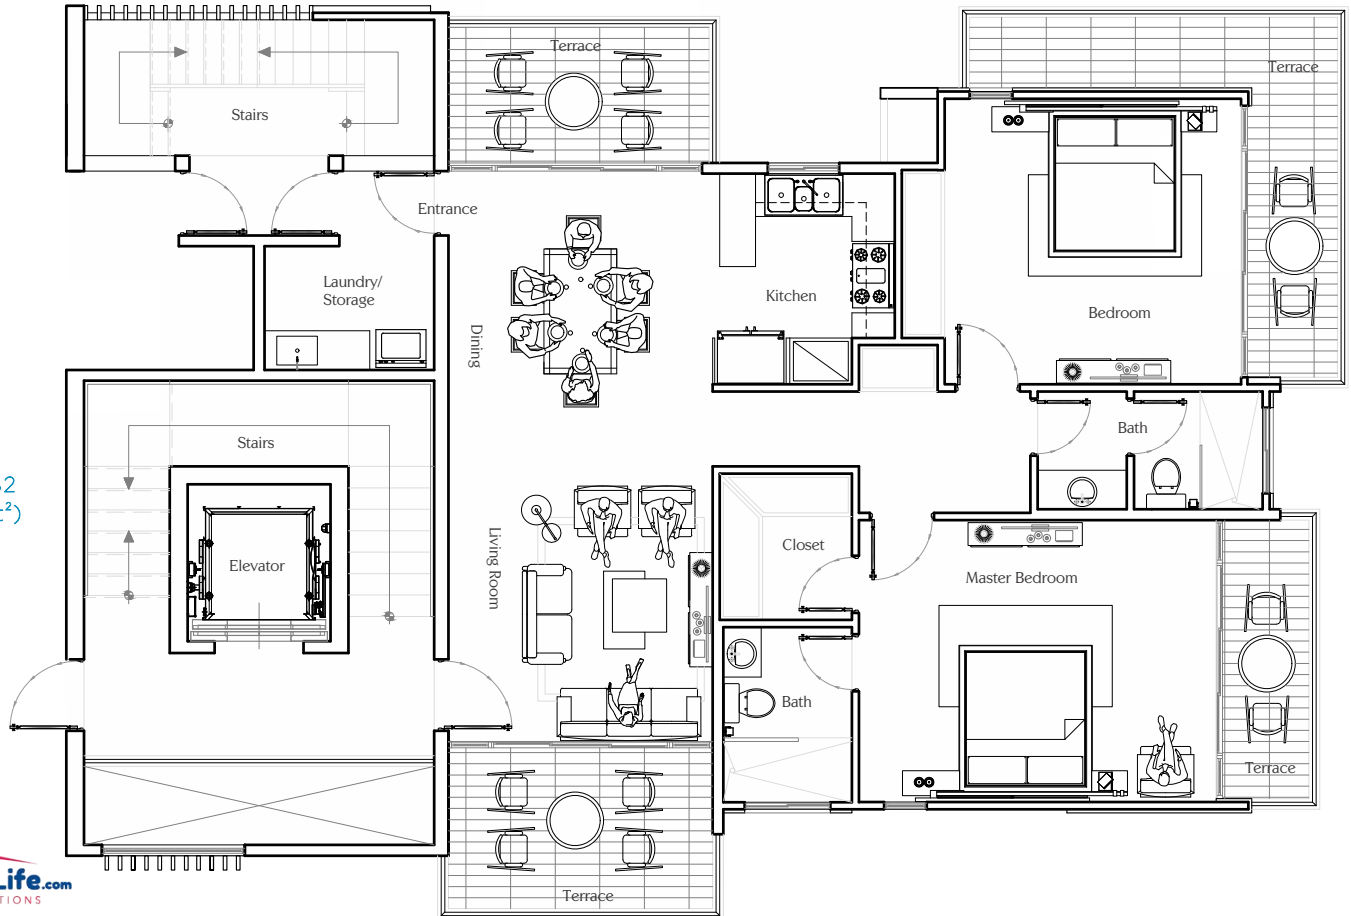 Terrace
Terrace
Stairs
Entrance
Laundry/
Storage
Kitchen
Bedroom
Dining
Bath
Stairs
Living Room
Closet
Elevator
Master Bedroom
Bath
Terrace
Terrace
Life.com